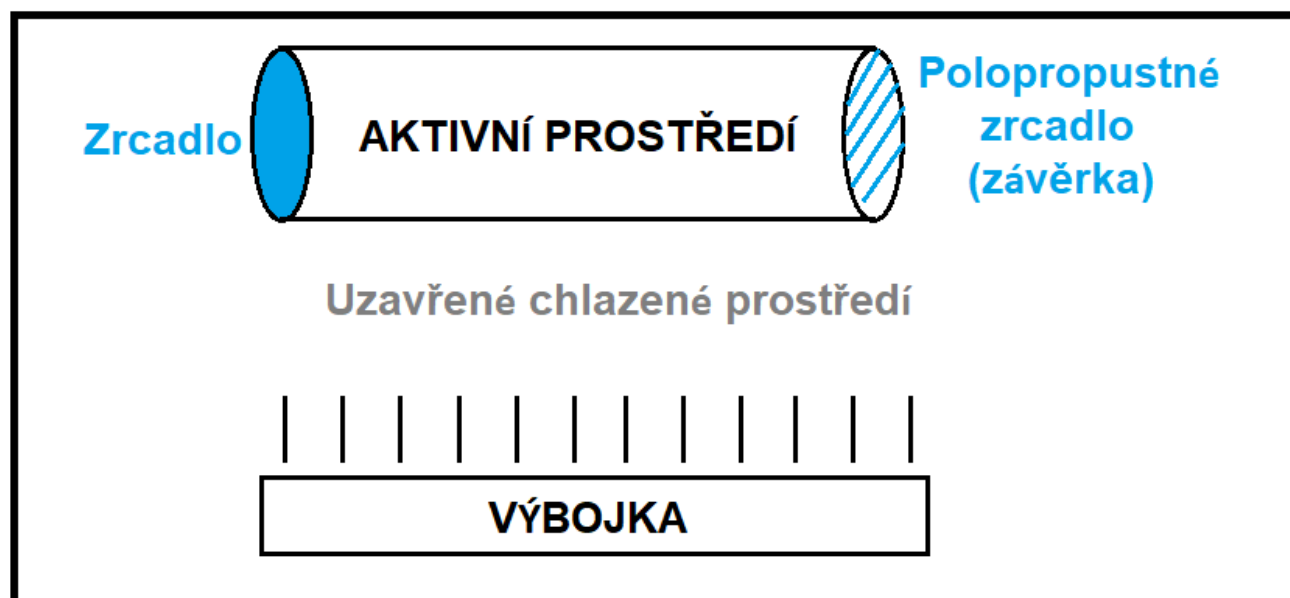 Zrcadlo
AKTIVNÍ PROSTŘEDÍ
Polopropustné
zrcadlo
(závěrka)
Uzavřené chlazené prostředí
VÝBOJKA